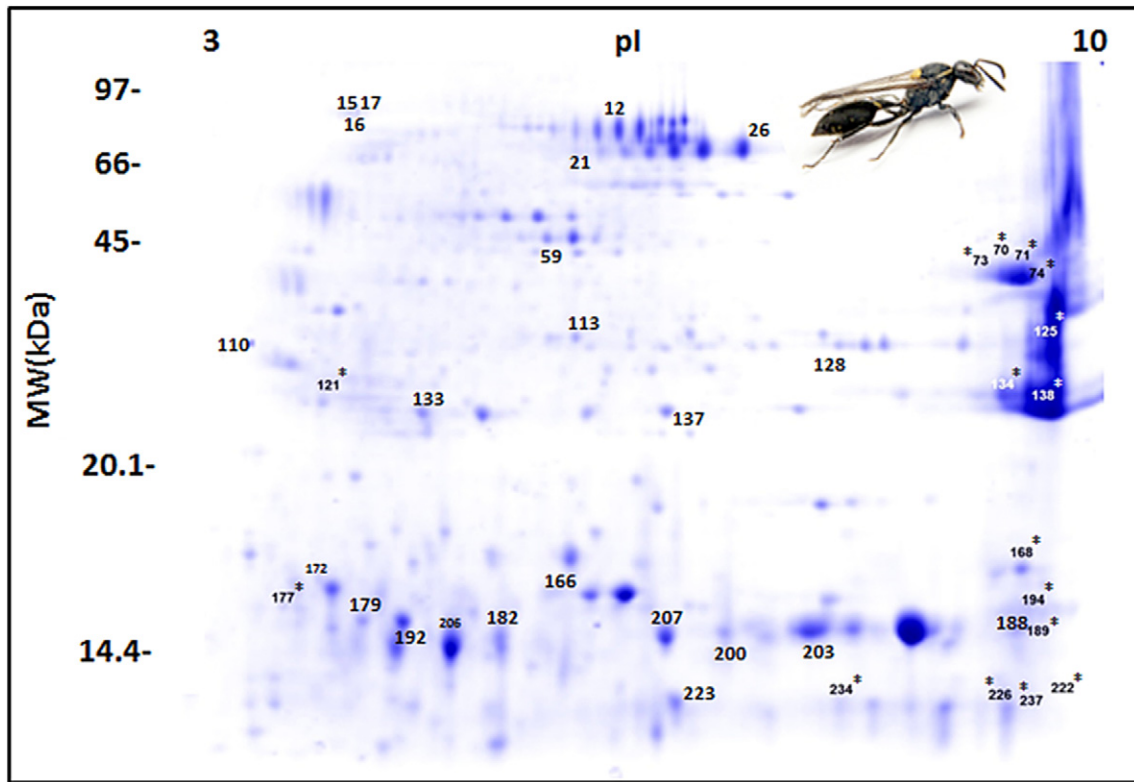 3 pI 10
97-
15 17 12
16 26
66- 21
45-
59 *73 70* 71* 74*
113 125*
110 128
121* 134* 138*
133 137
MW(kDa)
20.1-
168*
172 166
177* 179 194*
192 206 182 207 188 189*
14.4- 200 203
223 234* *226 237* 222*